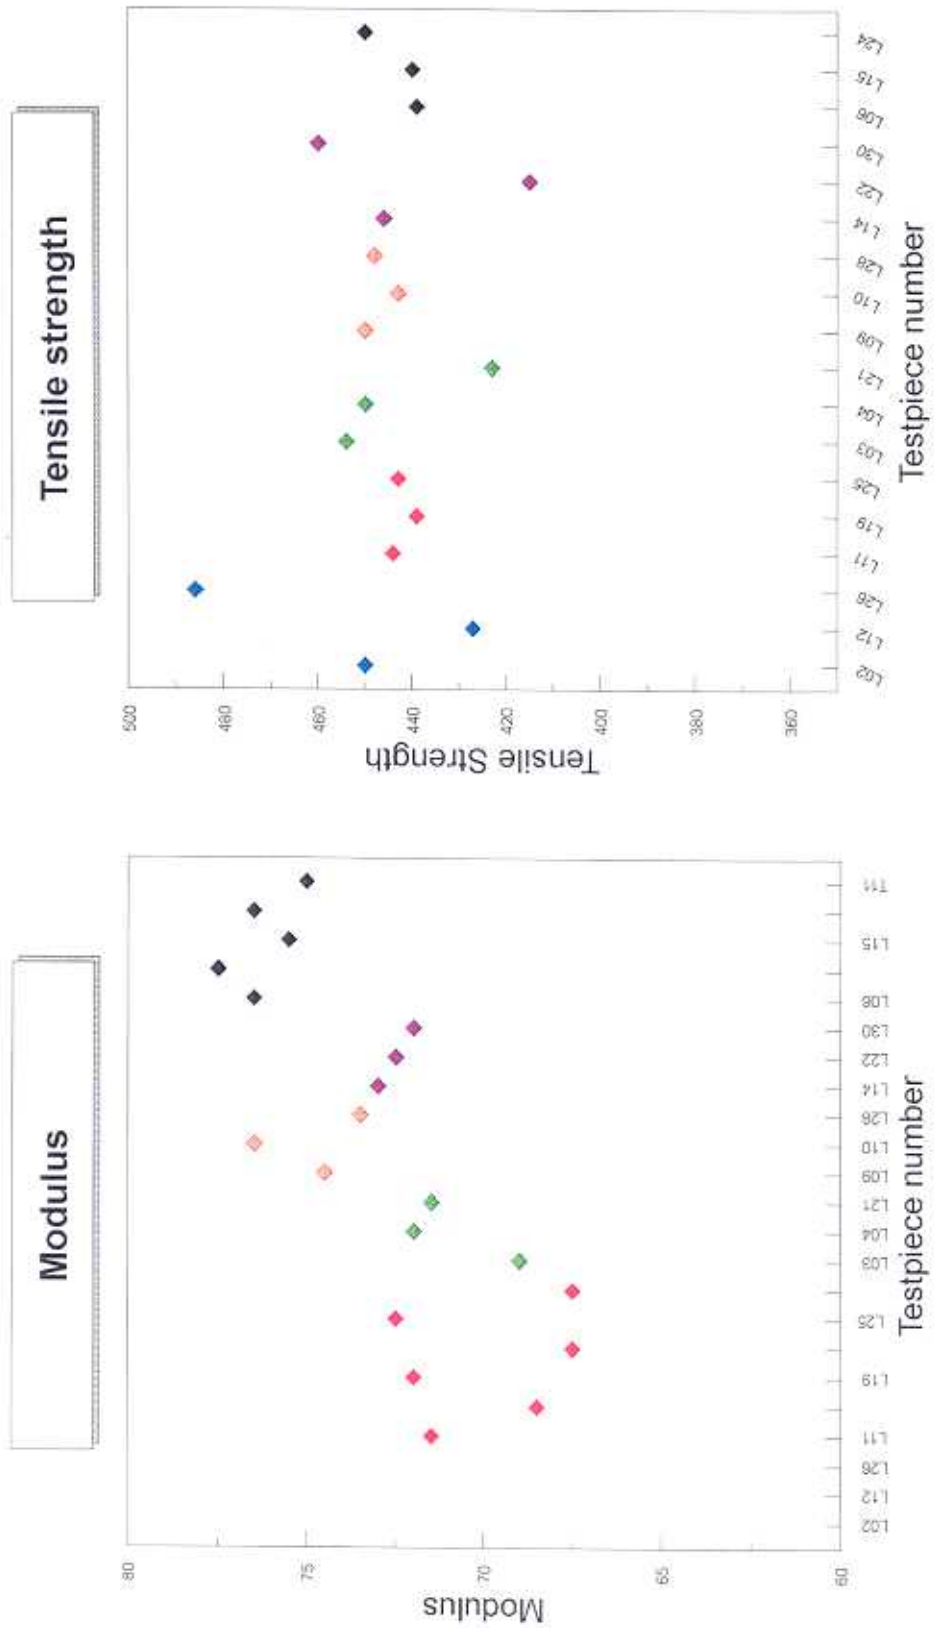 Tensile strength
500
480
460
440
420
400
380
360
Tensile Strength
L02
L12
L26
L11
L19
L25
L03
L04
L21
L09
L10
L28
L14
L22
L30
L06
L15
L24
Testpiece number
Modulus
80
75
70
65
60
Modulus
L02
L12
L26
L11
L19
L25
L03
L04
L21
L09
L10
L28
L14
L22
L30
L06
L15
T11
Testpiece number